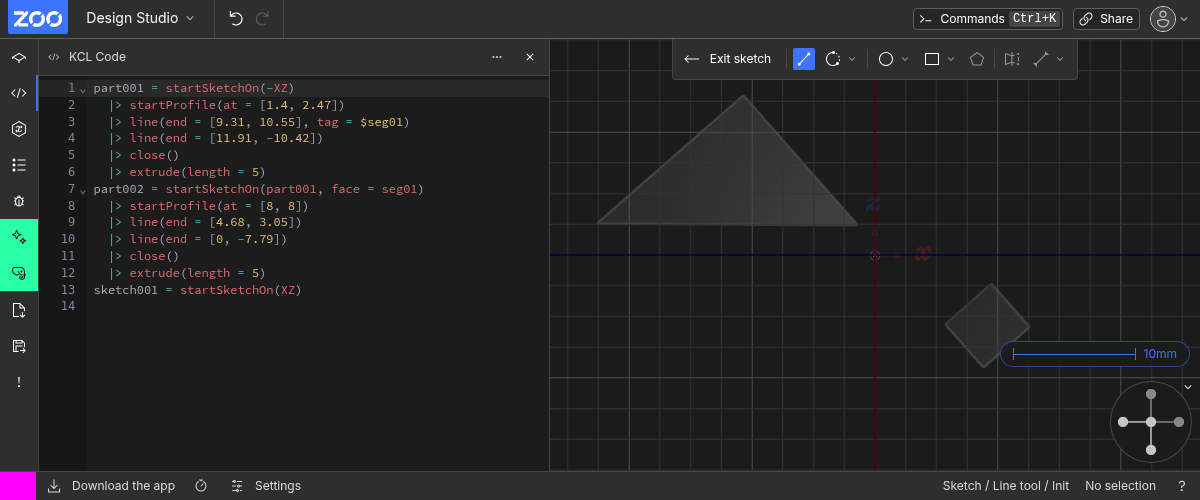 ZOO Design Studio Commands Ctrl+K Share
KCL Code
Exit sketch
1 part001 = startSketchOn(-XZ)
2 |> startProfile(at = [1.4, 2.47])
3 |> line(end = [9.31, 10.55], tag = $seg01)
4 |> line(end = [11.91, -10.42])
5 |> close()
6 |> extrude(length = 5)
7 part002 = startSketchOn(part001, face = seg01)
8 |> startProfile(at = [8, 8])
9 |> line(end = [4.68, 3.05])
10 |> line(end = [0, -7.79])
11 |> close()
12 |> extrude(length = 5)
13 sketch001 = startSketchOn(XZ)
14
z
x
10mm
Download the app Settings Sketch / Line tool / Init No selection ?